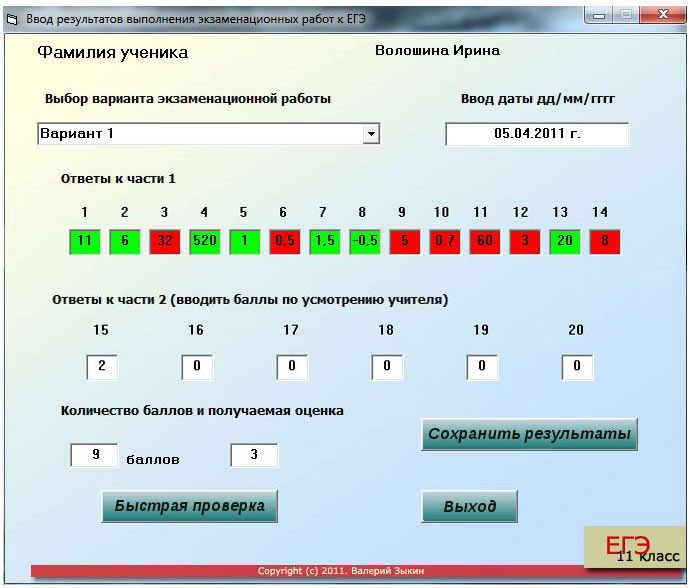 Ввод результатов выполнения экзаменационных работ к ЕГЭ
Фамилия ученика Волошина Ирина
Выбор варианта экзаменационной работы Ввод даты дд/мм/гггг
Вариант 1 05.04.2011 г.
Ответы к части 1
1 2 3 4 5 6 7 8 9 10 11 12 13 14
11 6 32 520 1 0,5 1,5 -0,5 5 0,7 60 3 20 8
Ответы к части 2 (вводить баллы по усмотрению учителя)
15 16 17 18 19 20
2 0 0 0 0 0
Количество баллов и получаемая оценка
Сохранить результаты
9 баллов 3
Быстрая проверка Выход
ЕГЭ
11 класс
Copyright (c) 2011. Валерий Зыкин